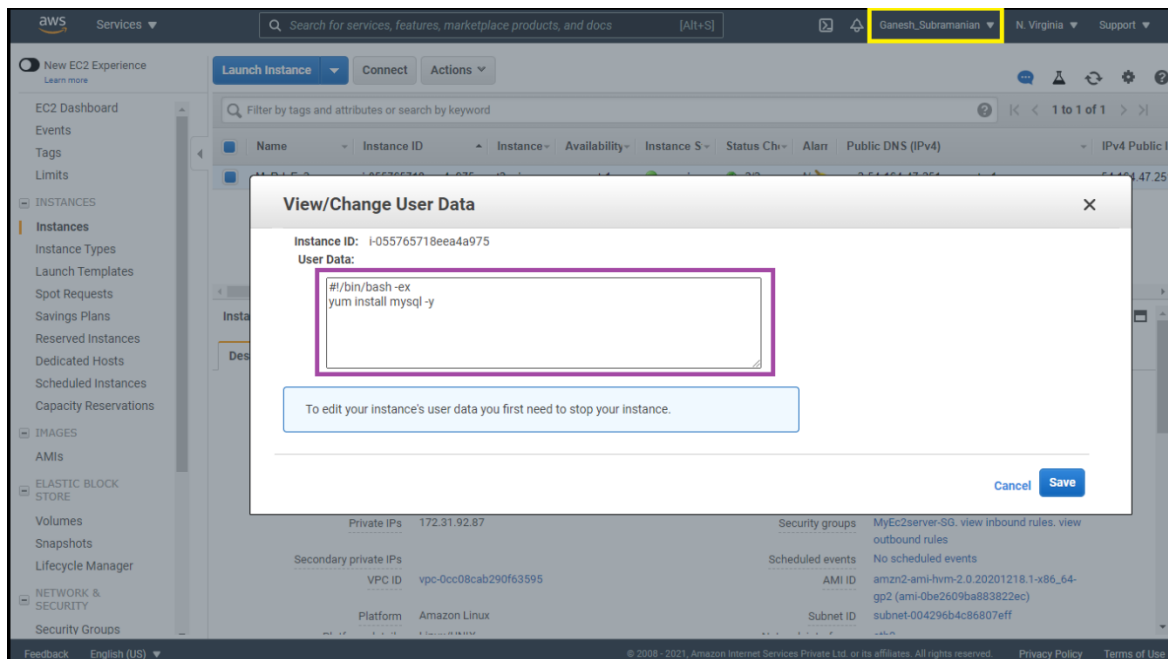 aws
Services ▼
Search for services, features, marketplace products, and docs [Alt+S]
Ganesh_Subramanian ▼
N. Virginia ▼
Support ▼
New EC2 Experience
Learn more
EC2 Dashboard
Events
Tags
Limits
INSTANCES
Instances
Instance Types
Launch Templates
Spot Requests
Savings Plans
Reserved Instances
Dedicated Hosts
Scheduled Instances
Capacity Reservations
IMAGES
AMIs
ELASTIC BLOCK
STORE
Volumes
Snapshots
Lifecycle Manager
NETWORK &
SECURITY
Security Groups
Launch Instance
Connect
Actions
Filter by tags and attributes or search by keyword
1 to 1 of 1
Name Instance ID Instance Availability Instance S Status Che Alarr Public DNS (IPv4) IPv4 Public I
View/Change User Data
Instance ID: i-055765718eea4a975
User Data:
#!/bin/bash -ex
yum install mysql -y
To edit your instance's user data you first need to stop your instance.
Cancel Save
Insta
Des
Private IPs 172.31.92.87
Secondary private IPs
VPC ID vpc-0cc08cab290f63595
Platform Amazon Linux
Security groups MyEc2server-SG. view inbound rules. view
outbound rules
Scheduled events No scheduled events
AMI ID amzn2-ami-hvm-2.0.20201218.1-x86_64-
gp2 (ami-0be2609ba883822ec)
Subnet ID subnet-004296b4c86807eff
Feedback English (US) ▼
© 2008 - 2021, Amazon Internet Services Private Ltd. or its affiliates. All rights reserved. Privacy Policy Terms of Use